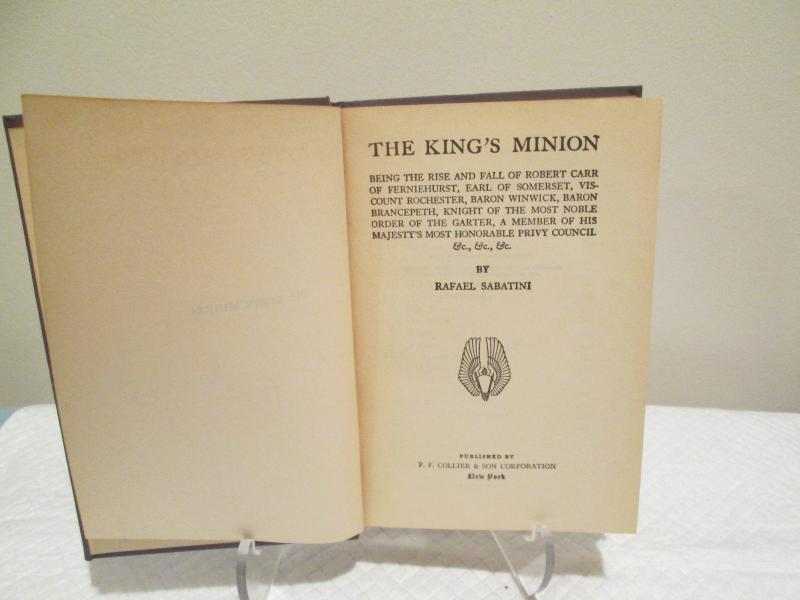 THE KING'S MINION
BEING THE RISE AND FALL OF ROBERT CARR
OF FERNIEHURST, EARL OF SOMERSET, VIS-
COUNT ROCHESTER, BARON WINWICK, BARON
BRANCEPETH, KNIGHT OF THE MOST NOBLE
ORDER OF THE GARTER, A MEMBER OF HIS
MAJESTY'S MOST HONORABLE PRIVY COUNCIL
&c., &c., &c.
BY
RAFAEL SABATINI
PUBLISHED BY
P. F. COLLIER & SON CORPORATION
New York